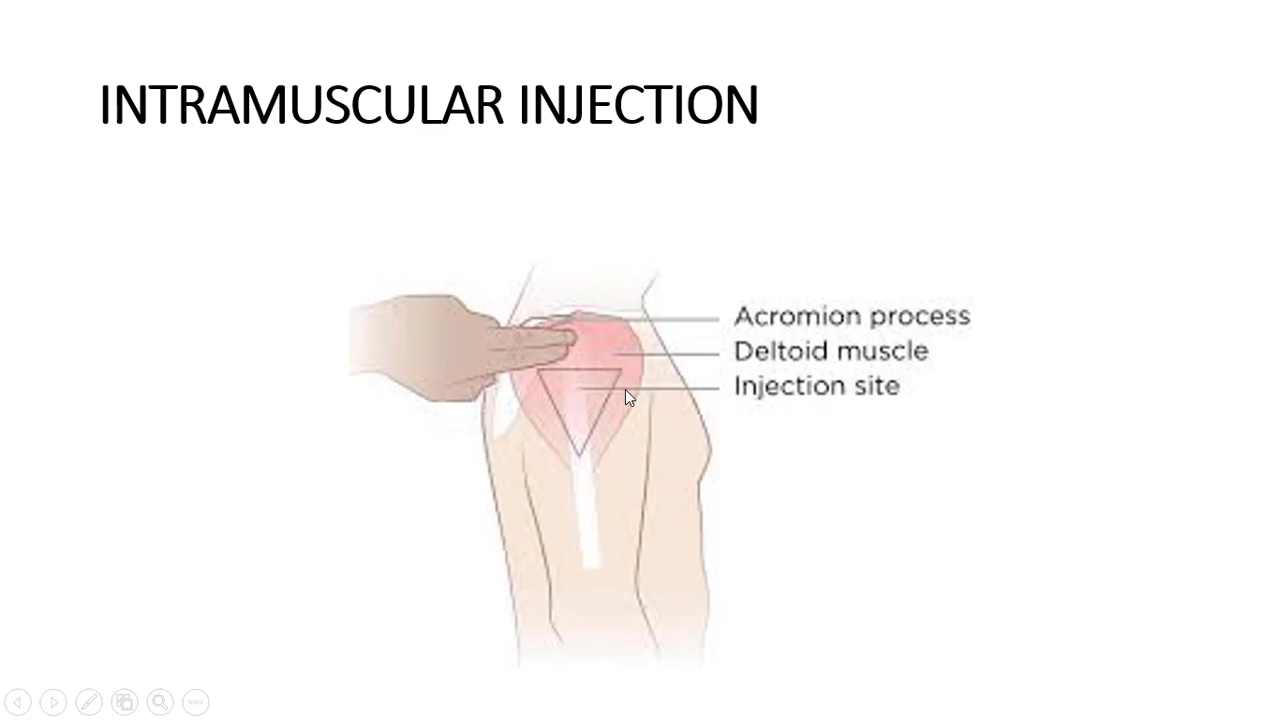 INTRAMUSCULAR INJECTION
Acromion process
Deltoid muscle
Injection site